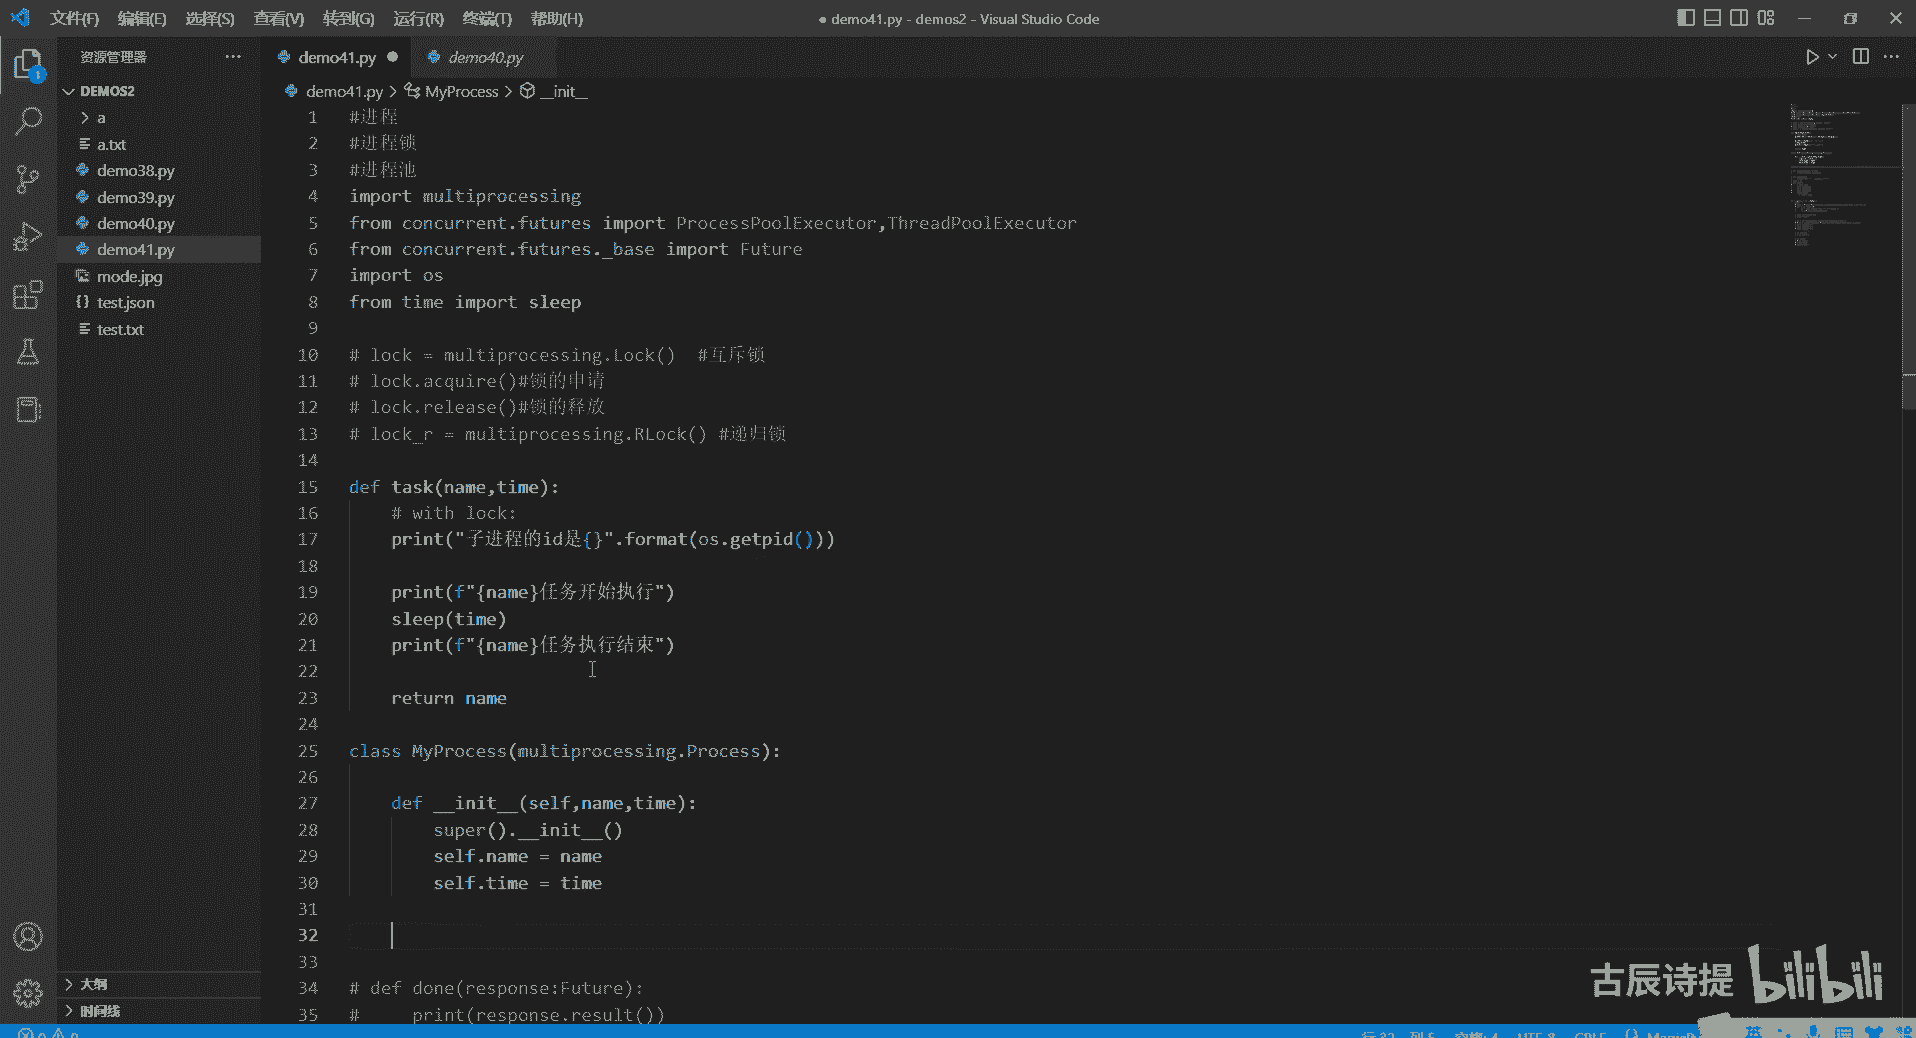 文件(F) 编辑(E) 选择(S) 查看(V) 转到(G) 运行(R) 终端(T) 帮助(H)
● demo41.py - demos2 - Visual Studio Code
资源管理器
demo41.py ●
demo40.py
DEMOS2
demo41.py > MyProcess > __init__
a
a.txt
demo38.py
demo39.py
demo40.py
demo41.py
mode.jpg
test.json
test.txt
1 #进程
2 #进程锁
3 #进程池
4 import multiprocessing
5 from concurrent.futures import ProcessPoolExecutor,ThreadPoolExecutor
6 from concurrent.futures._base import Future
7 import os
8 from time import sleep
9
10 # lock = multiprocessing.Lock()  #互斥锁
11 # lock.acquire()#锁的申请
12 # lock.release()#锁的释放
13 # lock_r = multiprocessing.RLock() #递归锁
14
15 def task(name,time):
16     # with lock:
17     print("子进程的id是{}".format(os.getpid()))
18
19     print(f"{name}任务开始执行")
20     sleep(time)
21     print(f"{name}任务执行结束")
22
23     return name
24
25 class MyProcess(multiprocessing.Process):
26
27     def __init__(self,name,time):
28         super().__init__()
29         self.name = name
30         self.time = time
31
32
33
34 # def done(response:Future):
35 #     print(response.result())
大纲
时间线
古辰诗提 bilibili
英